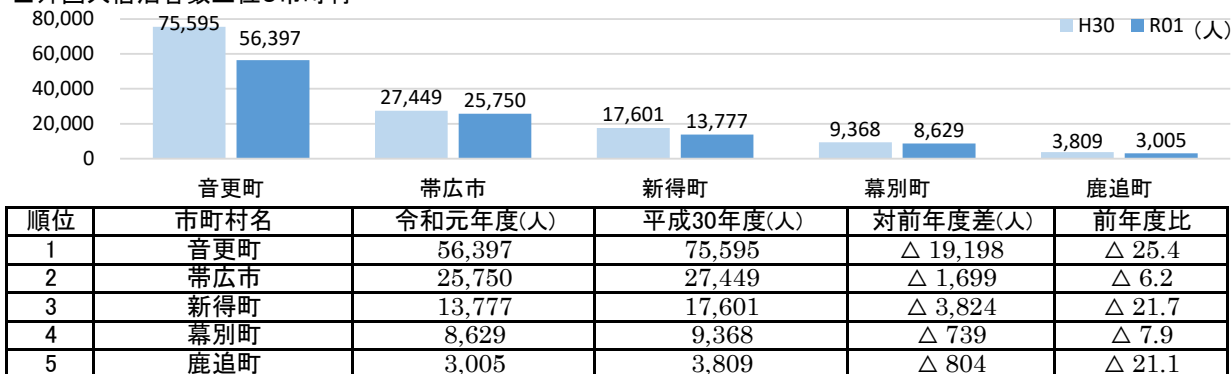 80,000
60,000
40,000
20,000
0
H30 R01 (人)
75,595 56,397
27,449 25,750
17,601 13,777
9,368 8,629
3,809 3,005
音更町 帯広市 新得町 幕別町 鹿追町
順位 市町村名 令和元年度(人) 平成30年度(人) 対前年度差(人) 前年度比
1 音更町 56,397 75,595 △ 19,198 △ 25.4
2 帯広市 25,750 27,449 △ 1,699 △ 6.2
3 新得町 13,777 17,601 △ 3,824 △ 21.7
4 幕別町 8,629 9,368 △ 739 △ 7.9
5 鹿追町 3,005 3,809 △ 804 △ 21.1